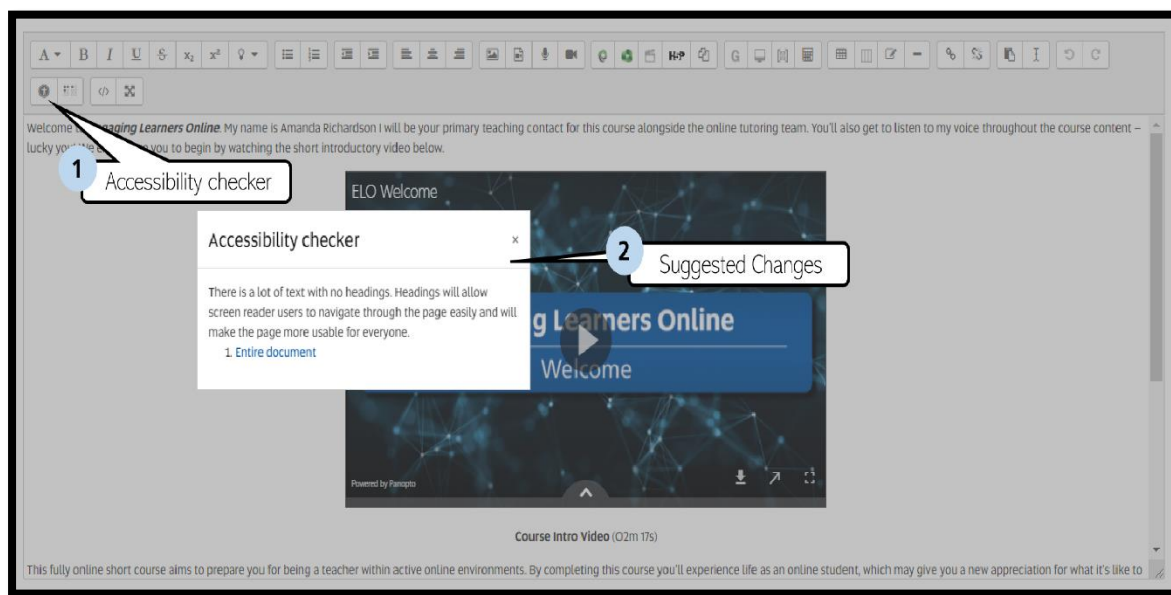 A B I U S x₂ x²
H-P G
</>
Welcome to Engaging Learners Online. My name is Amanda Richardson I will be your primary teaching contact for this course alongside the online tutoring team. You'll also get to listen to my voice throughout the course content –
lucky you! We you to begin by watching the short introductory video below.
1
Accessibility checker
ELO Welcome
Accessibility checker ×
2
Suggested Changes
There is a lot of text with no headings. Headings will allow
screen reader users to navigate through the page easily and will
make the page more usable for everyone.
1. Entire document
g Learners Online
Welcome
Powered by Panopto
Course Intro Video (02m 17s)
This fully online short course aims to prepare you for being a teacher within active online environments. By completing this course you'll experience life as an online student, which may give you a new appreciation for what it's like to